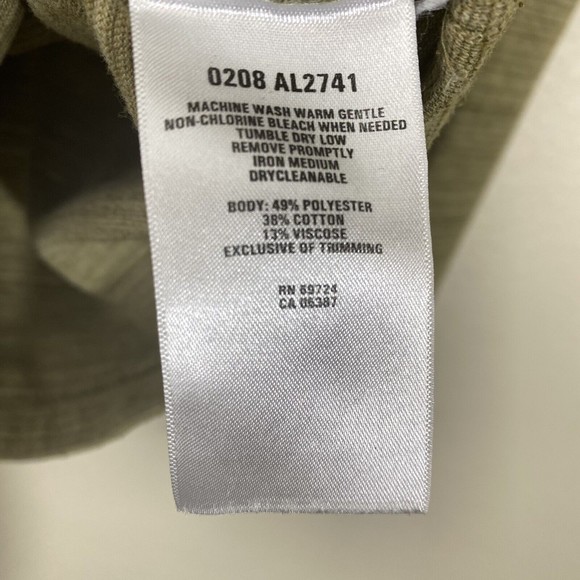 0208 AL2741
MACHINE WASH WARM GENTLE
NON-CHLORINE BLEACH WHEN NEEDED
TUMBLE DRY LOW
REMOVE PROMPTLY
IRON MEDIUM
DRYCLEANABLE
BODY: 49% POLYESTER
38% COTTON
13% VISCOSE
EXCLUSIVE OF TRIMMING
RN 69724
CA 05367